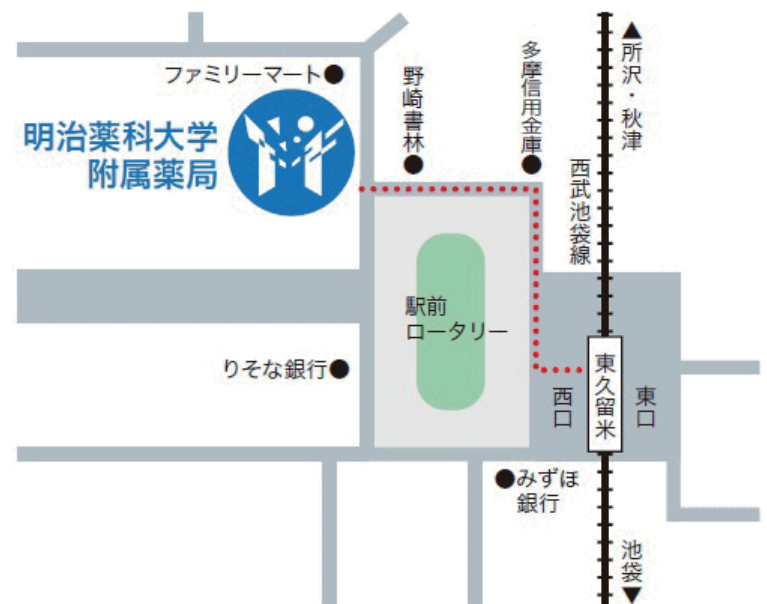 ファミリーマート
明治薬科大学
附属薬局
野崎書林
多摩信用金庫
▲所沢・秋津
西武池袋線
駅前
ロータリー
りそな銀行
西口
東久留米
東口
みずほ
銀行
池袋▼